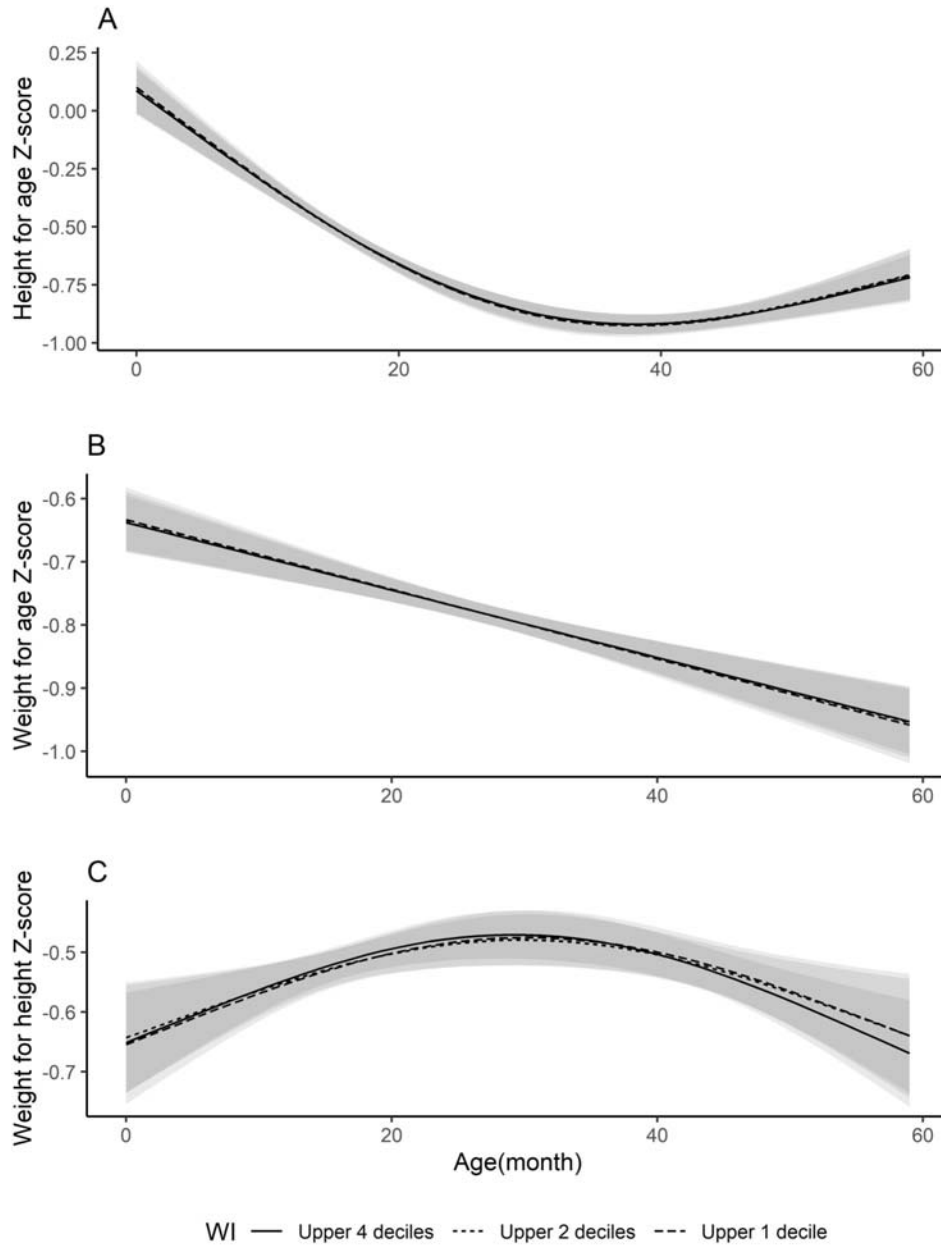 A
Height for age Z-score
0.25
0.00
-0.25
-0.50
-0.75
-1.00
0 20 40 60
B
Weight for age Z-score
-0.6
-0.7
-0.8
-0.9
-1.0
0 20 40 60
C
Weight for height Z-score
-0.5
-0.6
-0.7
0 20 40 60
Age(month)
WI Upper 4 deciles Upper 2 deciles Upper 1 decile